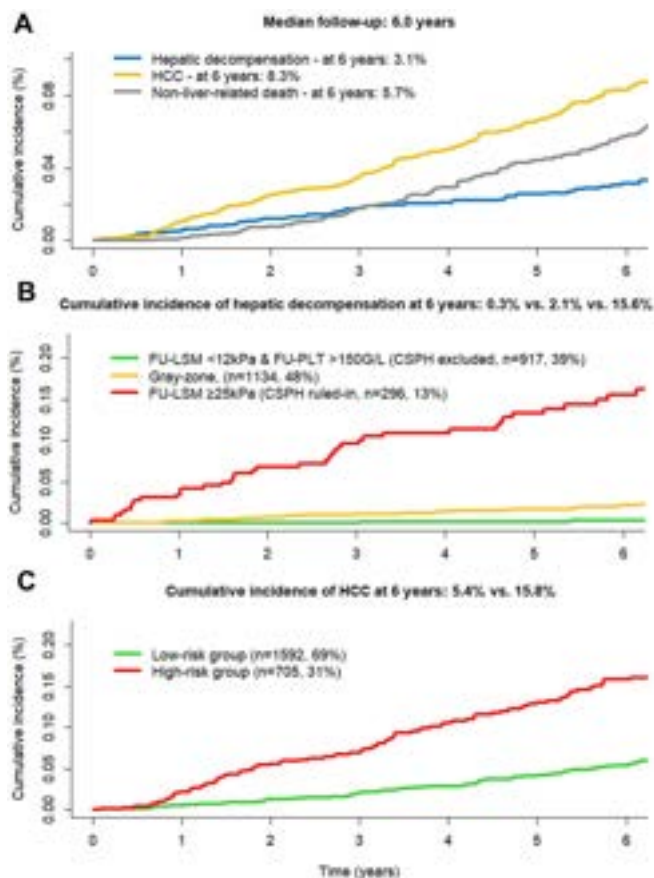 A
Median follow-up: 6.0 years
Cumulative incidence (%)
0.00 0.04 0.08
Hepatic decompensation - at 6 years: 3.1%
HCC - at 6 years: 8.3%
Non-liver-related death - at 6 years: 5.7%
0 1 2 3 4 5 6
B
Cumulative incidence of hepatic decompensation at 6 years: 0.3% vs. 2.1% vs. 15.6%
Cumulative incidence (%)
0.00 0.05 0.10 0.15 0.20
FU-LSM <12kPa & FU-PLT >150G/L (CSPH excluded, n=917, 39%)
Gray-zone, (n=1134, 48%)
FU-LSM ≥25kPa (CSPH ruled-in, n=296, 13%)
0 1 2 3 4 5 6
C
Cumulative incidence of HCC at 6 years: 5.4% vs. 15.8%
Cumulative incidence (%)
0.00 0.05 0.10 0.15 0.20
Low-risk group (n=1592, 69%)
High-risk group (n=705, 31%)
0 1 2 3 4 5 6
Time (years)